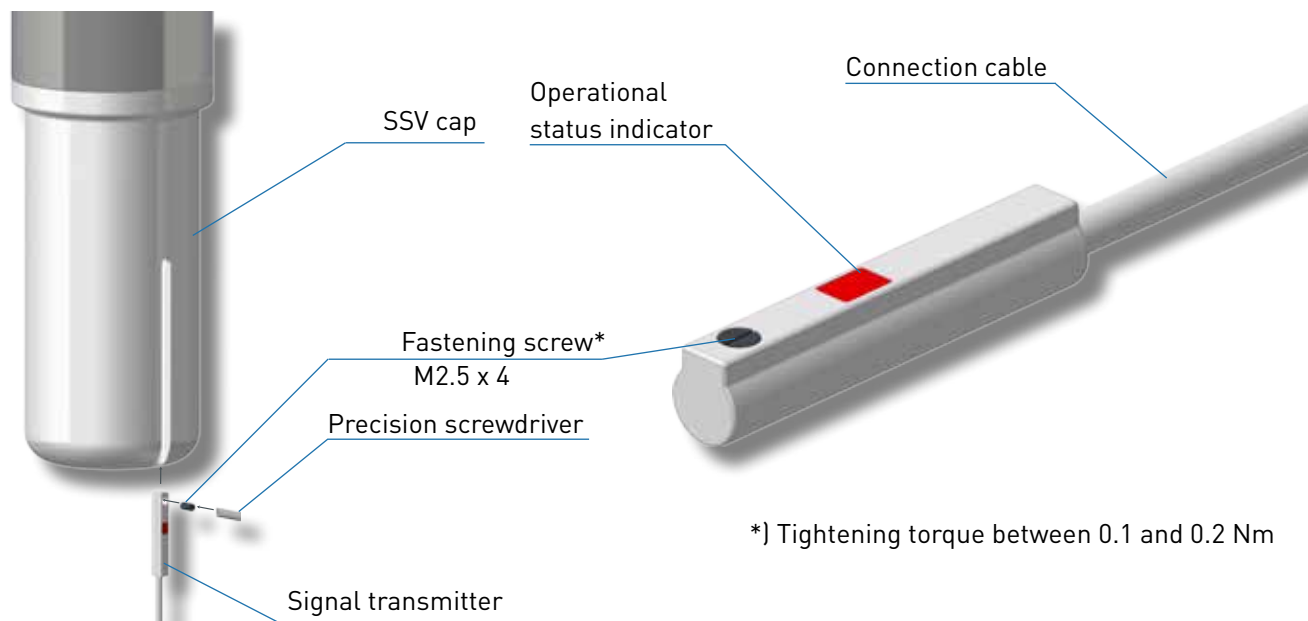 Connection cable
Operational
status indicator
SSV cap
Fastening screw*
M2.5 x 4
Precision screwdriver
*) Tightening torque between 0.1 and 0.2 Nm
Signal transmitter